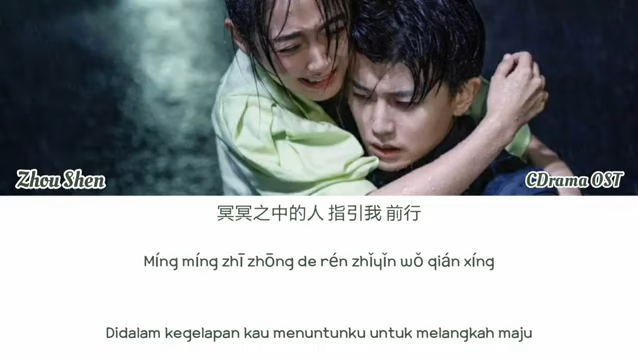 Zhou Shen
CDrama OST
冥冥之中的人 指引我 前行
Míng míng zhī zhōng de rén zhǐyǐn wǒ qián xíng
Didalam kegelapan kau menuntunku untuk melangkah maju